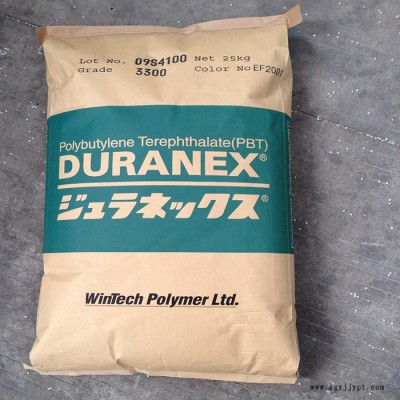 Lot No. 09S4100 Net 25kg
Grade 3300 Color No EF2001
Polybutylene Terephthalate(PBT)
DURANEX®
ジュラネックス®
WinTech Polymer Ltd.
www.dgxjjypt.com